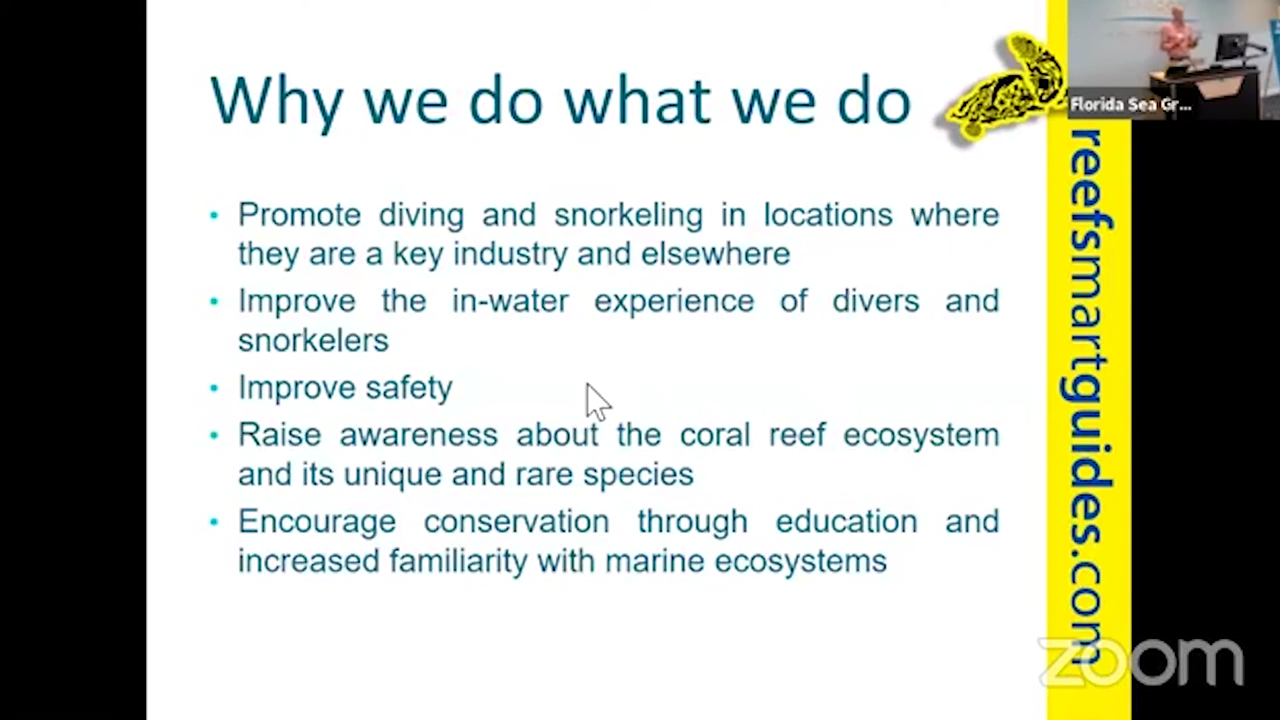 Why we do what we do
Florida Sea Gr...
• Promote diving and snorkeling in locations where
they are a key industry and elsewhere
• Improve the in-water experience of divers and
snorkelers
• Improve safety
• Raise awareness about the coral reef ecosystem
and its unique and rare species
• Encourage conservation through education and
increased familiarity with marine ecosystems
reefsmartguides.com
zoom